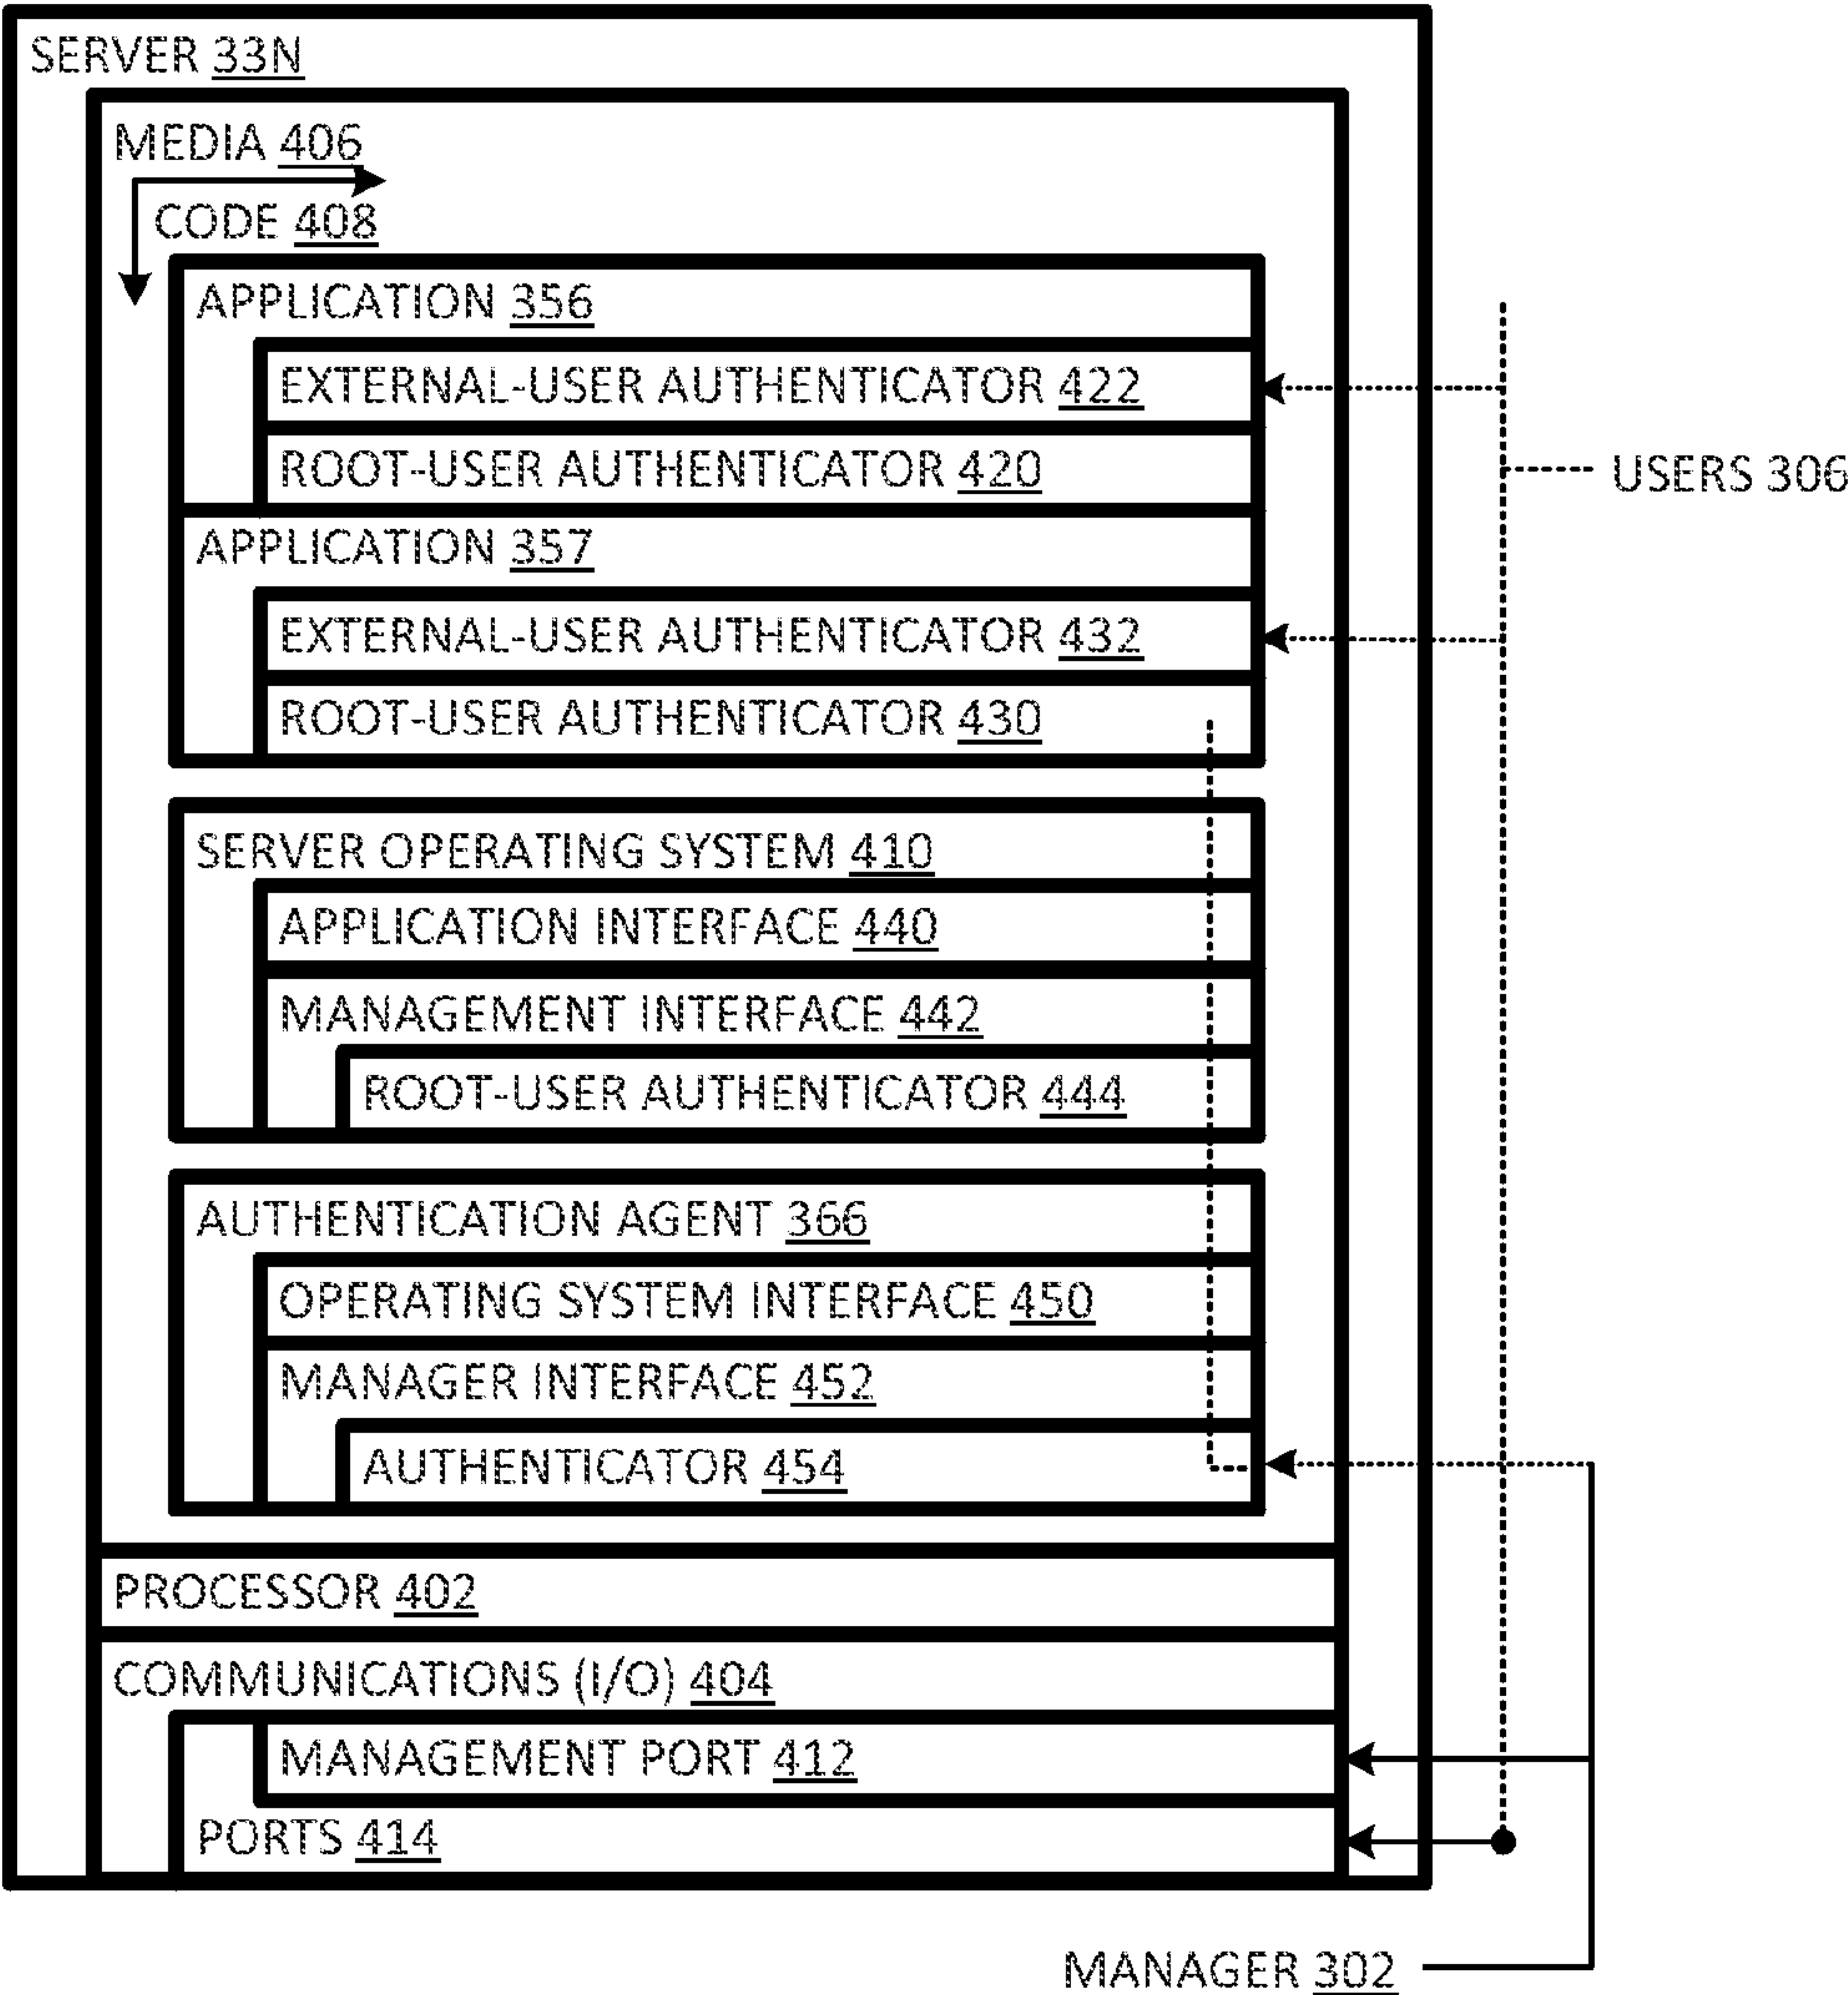 SERVER 33N
MEDIA 406
CODE 408
APPLICATION 356
EXTERNAL-USER AUTHENTICATOR 422
ROOT-USER AUTHENTICATOR 420
USERS 306
APPLICATION 357
EXTERNAL-USER AUTHENTICATOR 432
ROOT-USER AUTHENTICATOR 430
SERVER OPERATING SYSTEM 410
APPLICATION INTERFACE 440
MANAGEMENT INTERFACE 442
ROOT-USER AUTHENTICATOR 444
AUTHENTICATION AGENT 366
OPERATING SYSTEM INTERFACE 450
MANAGER INTERFACE 452
AUTHENTICATOR 454
PROCESSOR 402
COMMUNICATIONS (I/O) 404
MANAGEMENT PORT 412
PORTS 414
MANAGER 302